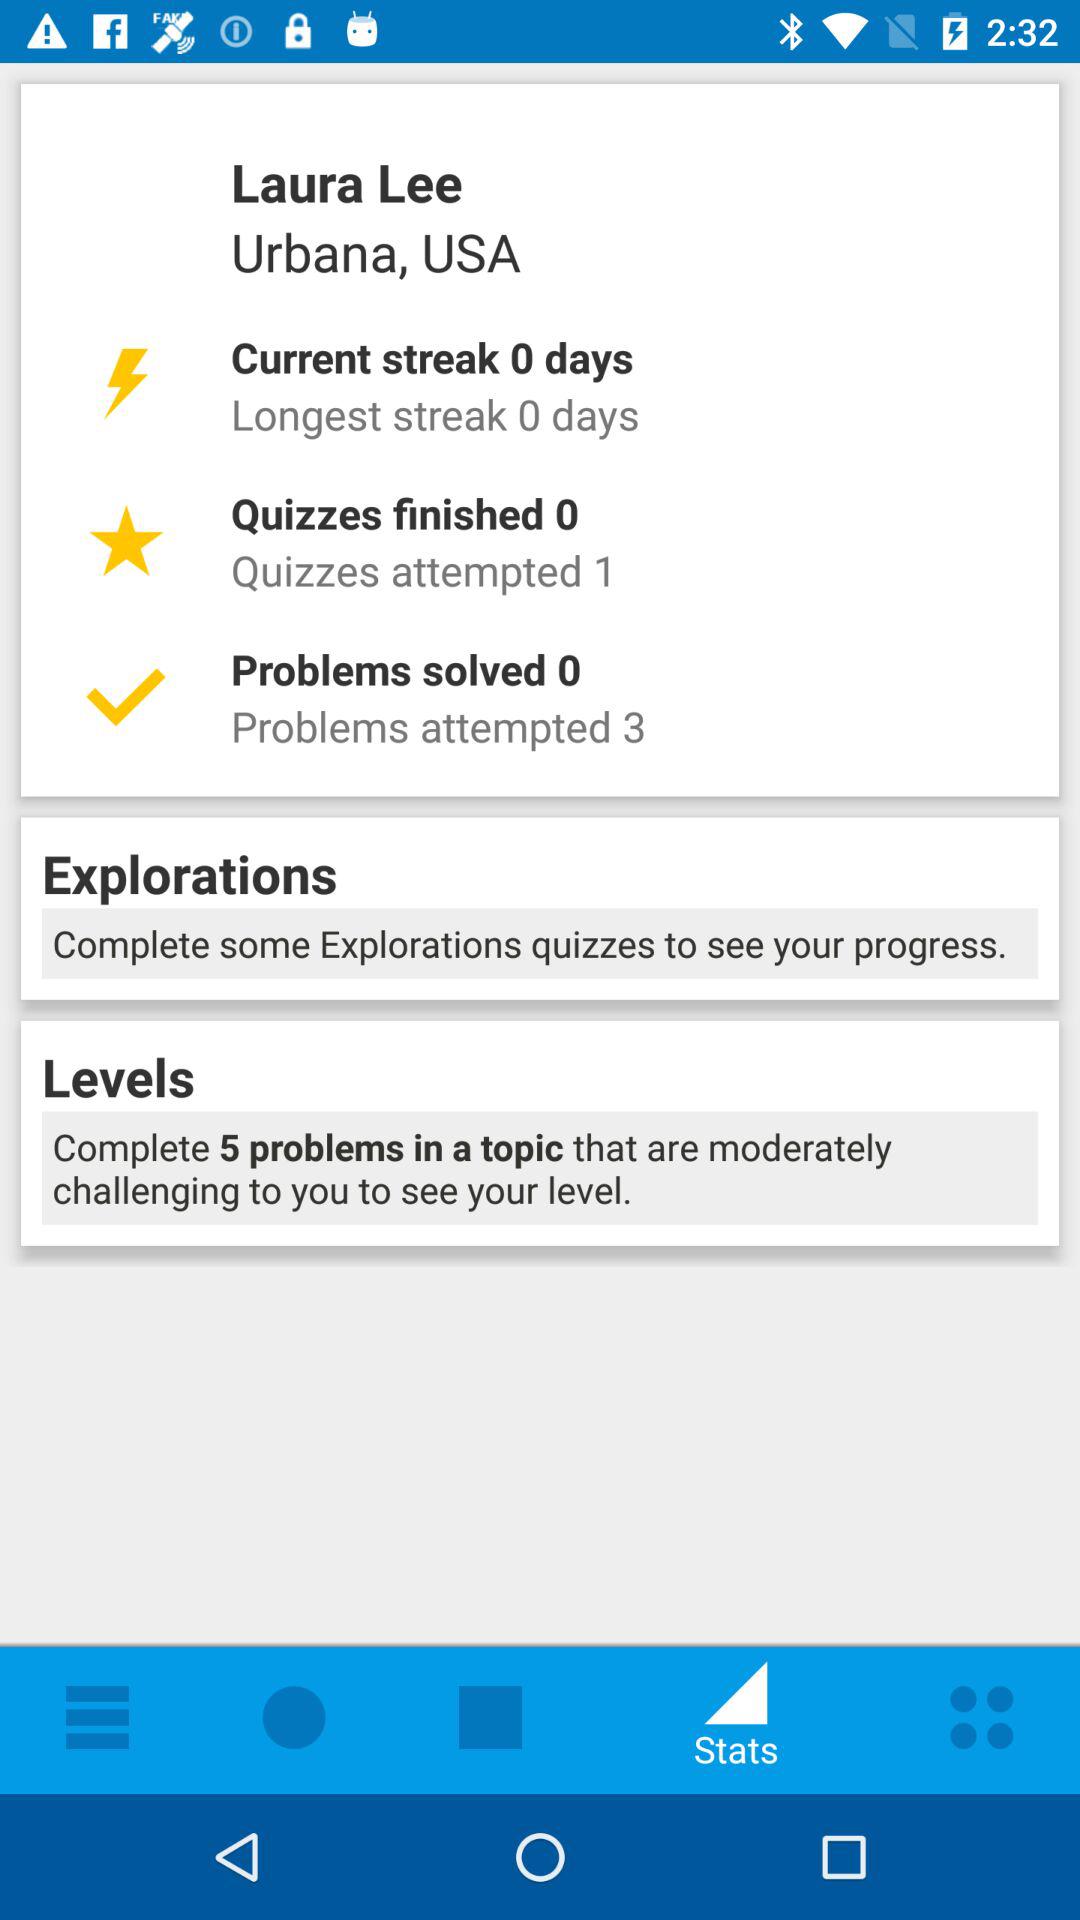 FAKE
2:32
Laura Lee
Urbana, USA
Current streak 0 days
Longest streak 0 days
Quizzes finished 0
Quizzes attempted 1
Problems solved 0
Problems attempted 3
Explorations
Complete some Explorations quizzes to see your progress.
Levels
Complete 5 problems in a topic that are moderately
challenging to you to see your level.
Stats